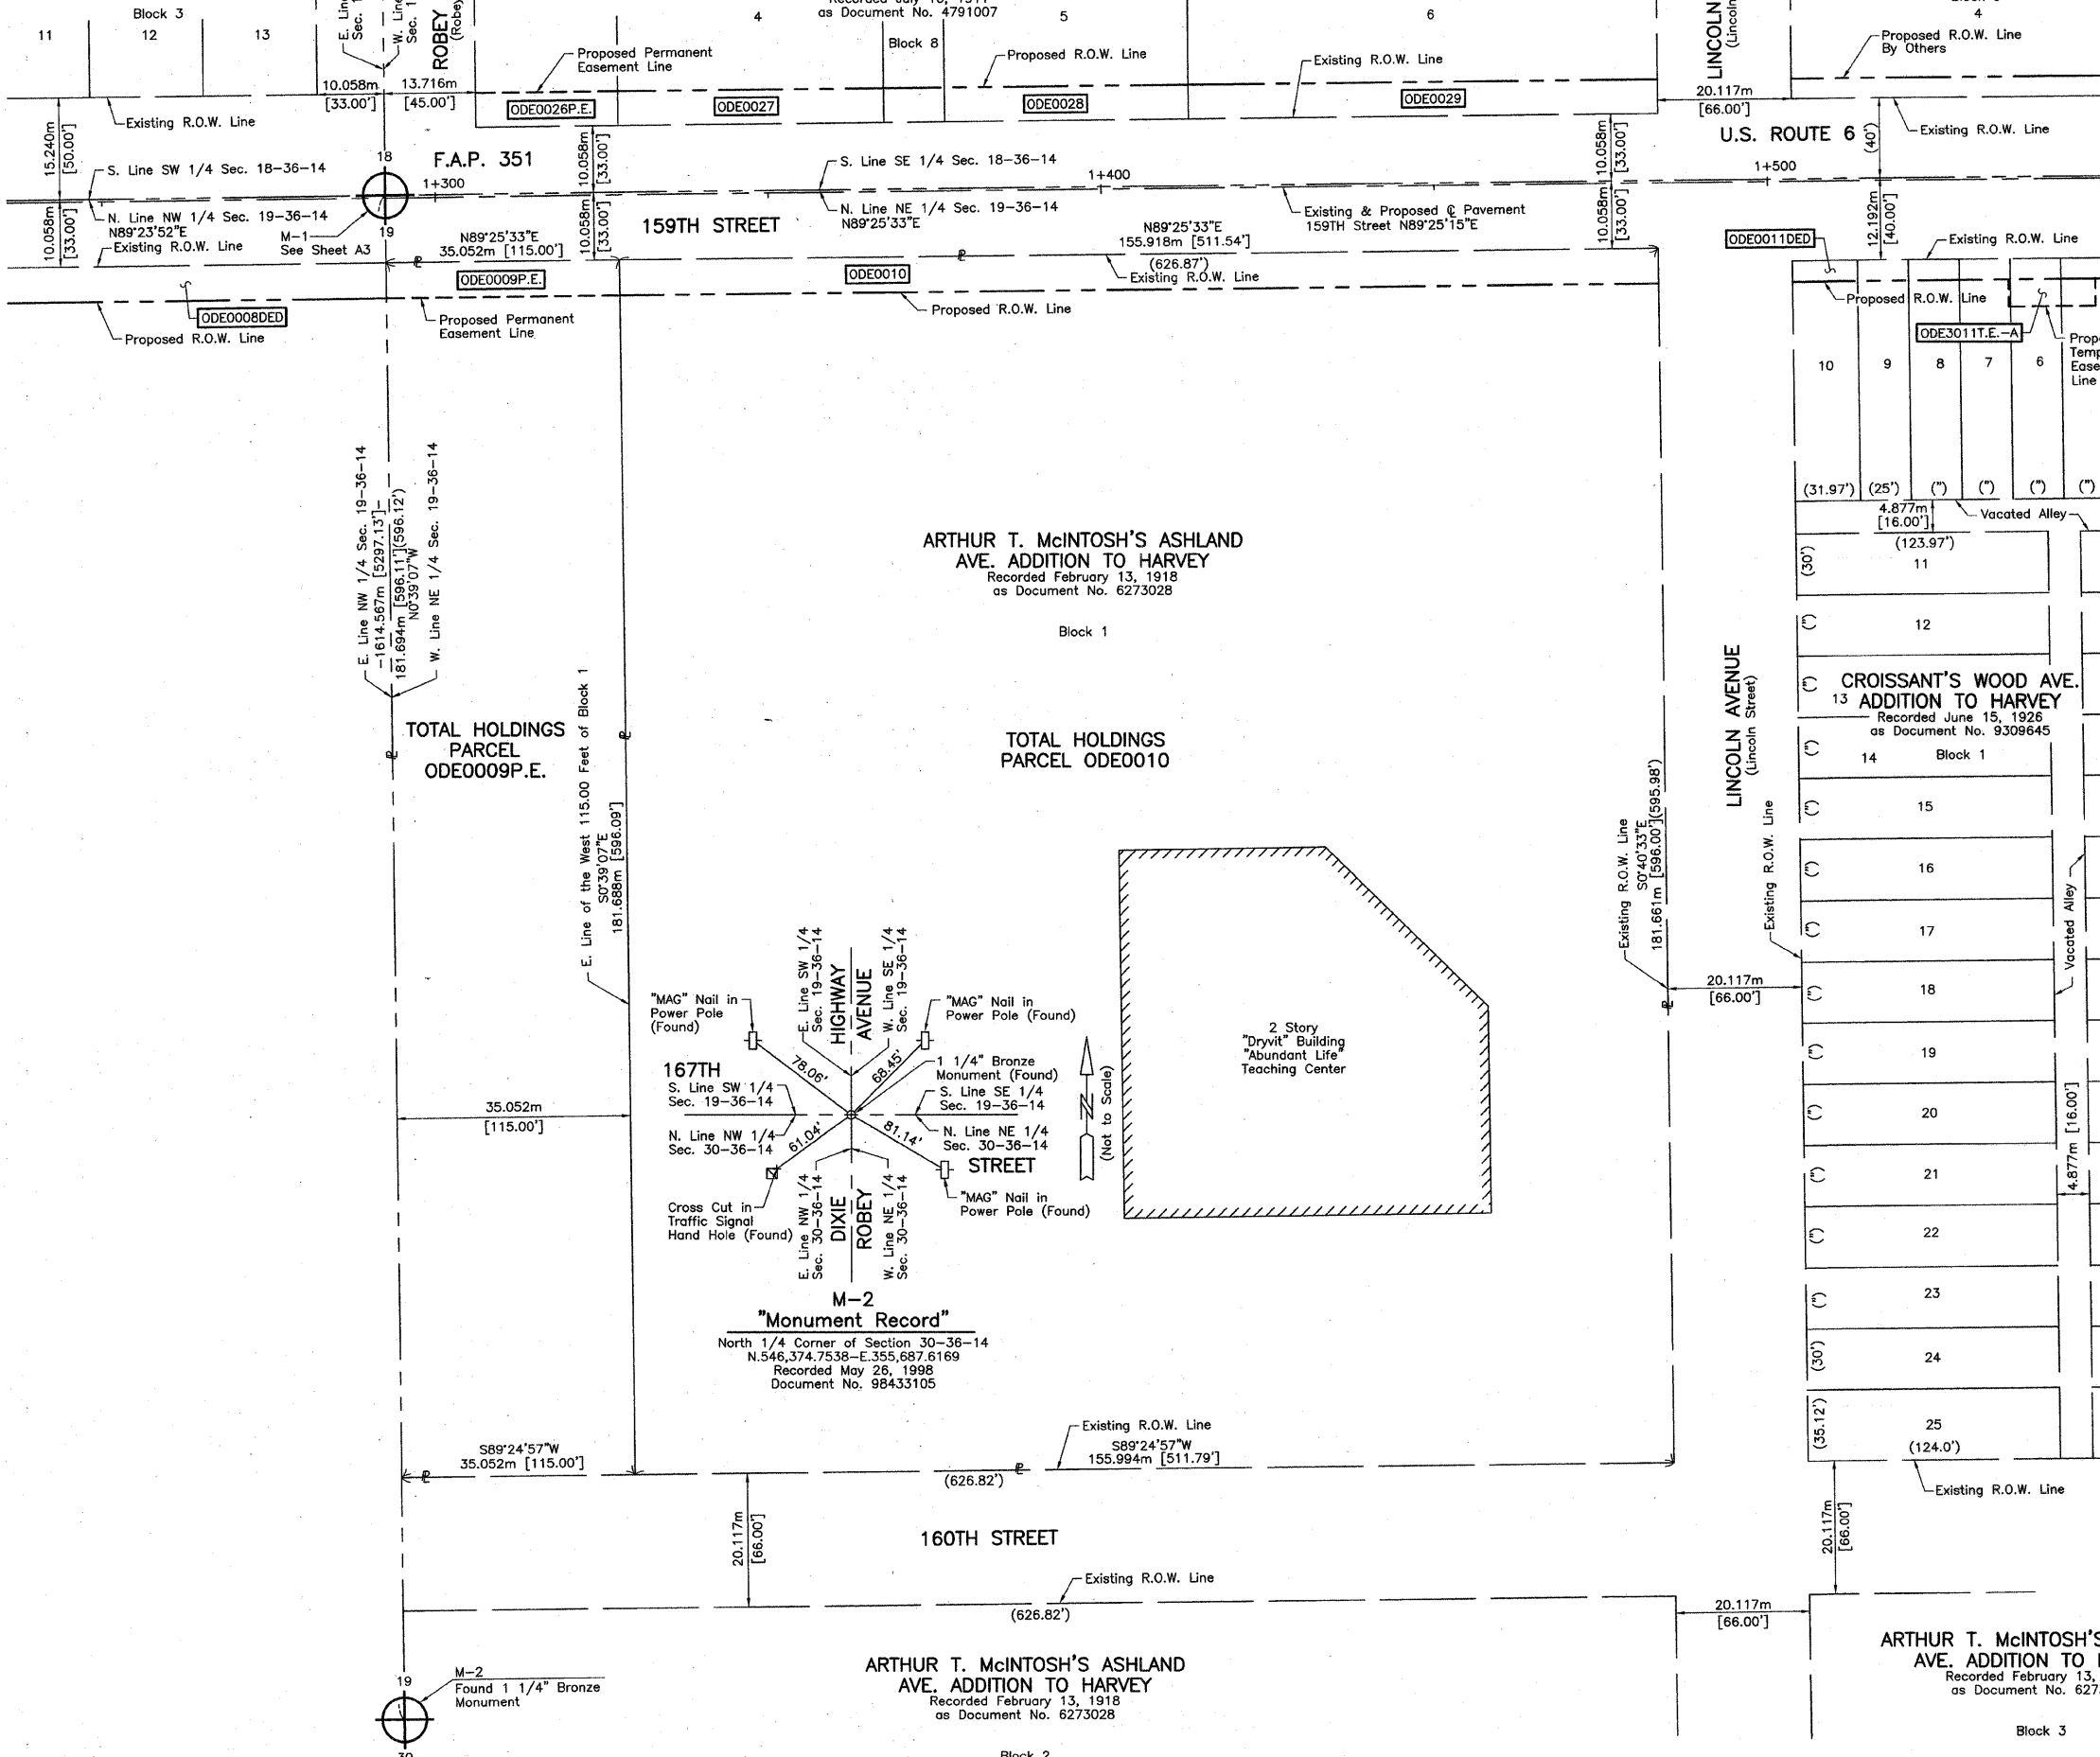 Block 3
11
12
13
ROBEY
as Document No. 4791007
4
5
6
Block 8
LINCOLN
4
Proposed R.O.W. Line
By Others
Proposed Permanent
Easement Line
Proposed R.O.W. Line
Existing R.O.W. Line
10.058m
[33.00']
13.716m
[45.00']
ODE0026P.E.
ODE0027
ODE0028
ODE0029
20.117m
[66.00']
Existing R.O.W. Line
15.240m
[50.00']
U.S. ROUTE 6
(40')
Existing R.O.W. Line
18
F.A.P. 351
10.058m
[33.00']
10.058m
[33.00']
S. Line SW 1/4 Sec. 18-36-14
S. Line SE 1/4 Sec. 18-36-14
1+300
1+400
1+500
N. Line NW 1/4 Sec. 19-36-14
N89°23'52"E
N. Line NE 1/4 Sec. 19-36-14
N89°25'33"E
Existing & Proposed ℄ Pavement
159TH Street N89°25'15"E
10.058m
[33.00']
Existing R.O.W. Line
M-1
See Sheet A3
19
N89°25'33"E
35.052m [115.00']
10.058m
[33.00']
159TH STREET
N89°25'33"E
155.918m [511.54']
(626.87')
Existing R.O.W. Line
10.058m
[33.00']
12.192m
[40.00']
ODE0011DED
Existing R.O.W. Line
ODE0009P.E.
ODE0010
ODE0008DED
Proposed R.O.W. Line
Proposed Permanent
Easement Line
Proposed R.O.W. Line
Proposed R.O.W. Line
ODE3011T.E.-A
Line
10
9
8
7
6
(31.97')
(25')
(")
(")
(")
(")
4.877m
[16.00']
Vacated Alley
(123.97')
E. Line NW 1/4 Sec. 19-36-14
-1614.567m [5297.13']-
181.694m [596.11'](596.12')
N0°39'07"W
W. Line NE 1/4 Sec. 19-36-14
ARTHUR T. McINTOSH'S ASHLAND
AVE. ADDITION TO HARVEY
Recorded February 13, 1918
as Document No. 6273028
Block 1
(30')
11
(")
12
(")
CROISSANT'S WOOD AVE.
13
ADDITION TO HARVEY
Recorded June 15, 1926
as Document No. 9309645
(")
14
Block 1
TOTAL HOLDINGS
PARCEL
ODE0009P.E.
E. Line of the West 115.00 Feet of Block 1
S0°39'07"E
181.688m [596.09']
TOTAL HOLDINGS
PARCEL ODE0010
LINCOLN AVENUE
(Lincoln Street)
Existing R.O.W. Line
S0°40'33"E
181.661m [596.00'](595.98')
Existing R.O.W. Line
(")
15
(")
16
(")
17
(")
18
(")
19
(")
20
(")
21
(")
22
(")
23
(30')
24
(35.12')
25
(124.0')
Vacated Alley
4.877m [16.00']
20.117m
[66.00']
35.052m
[115.00']
"MAG" Nail in
Power Pole
(Found)
E. Line SW 1/4
Sec. 19-36-14
HIGHWAY
AVENUE
W. Line SE 1/4
Sec. 19-36-14
"MAG" Nail in
Power Pole (Found)
78.06'
68.45'
1 1/4" Bronze
Monument (Found)
167TH
S. Line SW 1/4
Sec. 19-36-14
S. Line SE 1/4
Sec. 19-36-14
N. Line NW 1/4
Sec. 30-36-14
61.04'
81.14'
N. Line NE 1/4
Sec. 30-36-14
STREET
Cross Cut in
Traffic Signal
Hand Hole (Found)
E. Line NW 1/4
Sec. 30-36-14
DIXIE
ROBEY
W. Line NE 1/4
Sec. 30-36-14
"MAG" Nail in
Power Pole (Found)
N
(Not to Scale)
2 Story
"Dryvit" Building
"Abundant Life"
Teaching Center
M-2
"Monument Record"
North 1/4 Corner of Section 30-36-14
N.546,374.7538-E.355,687.6169
Recorded May 26, 1998
Document No. 98433105
S89°24'57"W
35.052m [115.00']
Existing R.O.W. Line
S89°24'57"W
155.994m [511.79']
(626.82')
Existing R.O.W. Line
20.117m
[66.00']
160TH STREET
20.117m
[66.00']
Existing R.O.W. Line
(626.82')
20.117m
[66.00']
ARTHUR T. McINTOSH'S ASHLAND
AVE. ADDITION TO HARVEY
Recorded February 13, 1918
as Document No. 6273028
Block 2
19
M-2
Found 1 1/4" Bronze
Monument
30
ARTHUR T. McINTOSH'S
AVE. ADDITION TO
Recorded February 13,
as Document No. 627
Block 3